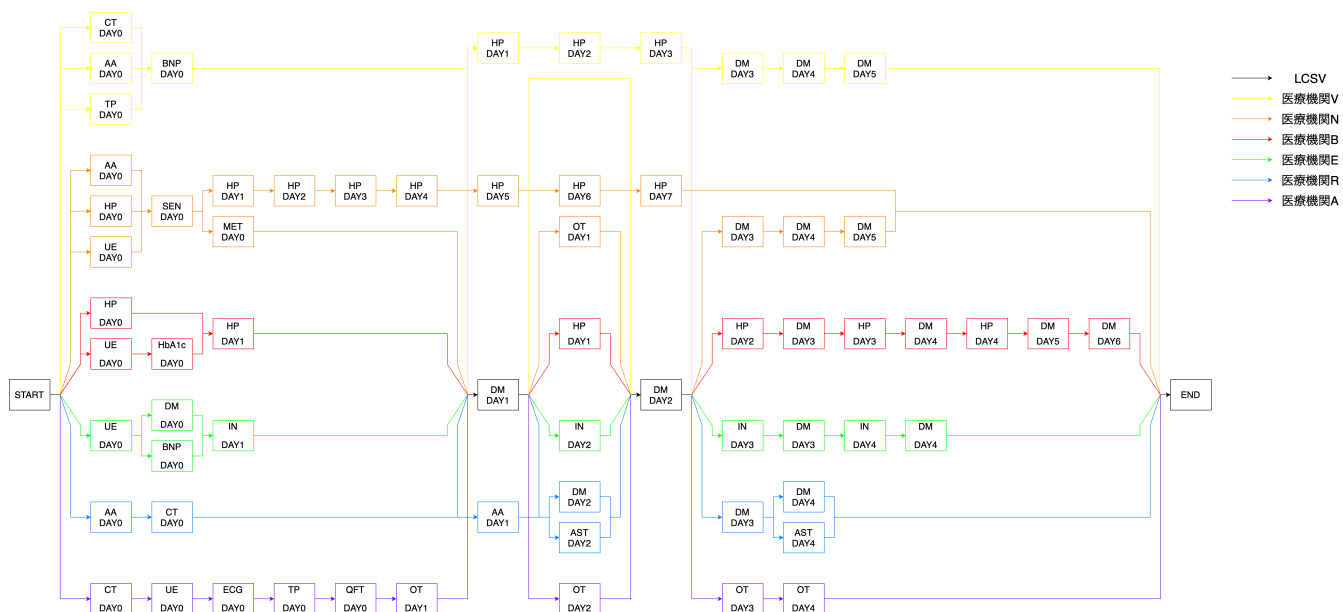 CT
DAY0
AA
DAY0
BNP
DAY0
TP
DAY0
HP
DAY1
HP
DAY2
HP
DAY3
DM
DAY3
DM
DAY4
DM
DAY5
AA
DAY0
HP
DAY0
UE
DAY0
SEN
DAY0
HP
DAY1
HP
DAY2
HP
DAY3
HP
DAY4
HP
DAY5
HP
DAY6
HP
DAY7
MET
DAY0
OT
DAY1
DM
DAY3
DM
DAY4
DM
DAY5
HP
DAY0
UE
DAY0
HbA1c
DAY0
HP
DAY1
HP
DAY1
HP
DAY2
DM
DAY3
HP
DAY3
DM
DAY4
HP
DAY4
DM
DAY5
DM
DAY6
START
DM
DAY1
DM
DAY2
END
UE
DAY0
DM
DAY0
BNP
DAY0
IN
DAY1
IN
DAY2
IN
DAY3
DM
DAY3
IN
DAY4
DM
DAY4
AA
DAY0
CT
DAY0
AA
DAY1
DM
DAY2
AST
DAY2
DM
DAY3
DM
DAY4
AST
DAY4
CT
DAY0
UE
DAY0
ECG
DAY0
TP
DAY0
QFT
DAY0
OT
DAY1
OT
DAY2
OT
DAY3
OT
DAY4
LCSV
医療機関V
医療機関N
医療機関B
医療機関E
医療機関R
医療機関A